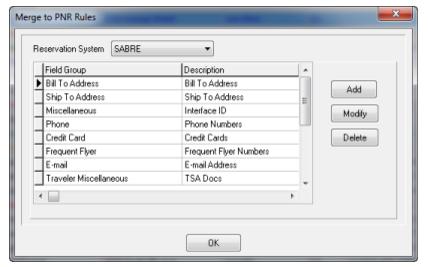 Merge to PNR Rules
Reservation System SABRE
Field Group Description
Bill To Address Bill To Address
Ship To Address Ship To Address
Miscellaneous Interface ID
Phone Phone Numbers
Credit Card Credit Cards
Frequent Flyer Frequent Flyer Numbers
E-mail E-mail Address
Traveler Miscellaneous TSA Docs
Add
Modify
Delete
OK